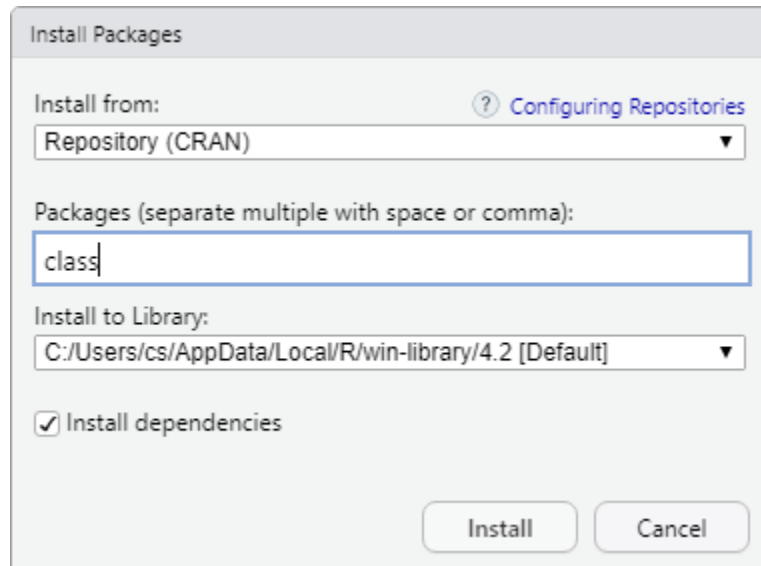 Install Packages
Install from:
? Configuring Repositories
Repository (CRAN)
Packages (separate multiple with space or comma):
class
Install to Library:
C:/Users/cs/AppData/Local/R/win-library/4.2 [Default]
Install dependencies
Install
Cancel